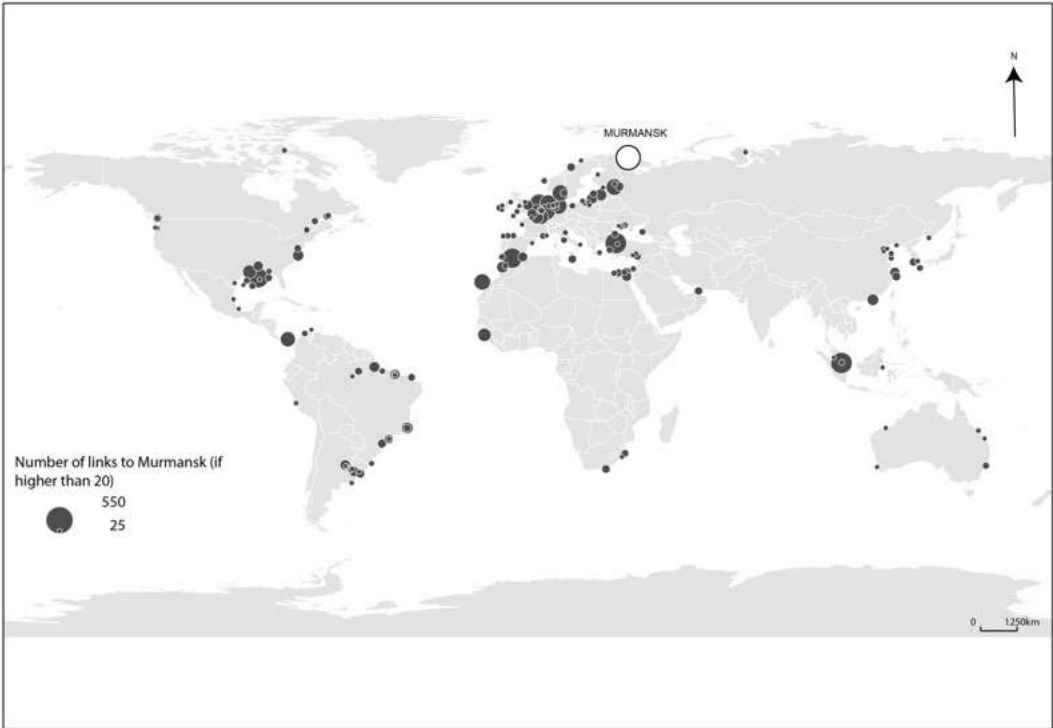 N
MURMANSK
Number of links to Murmansk (if
higher than 20)
550
25
0 1250km